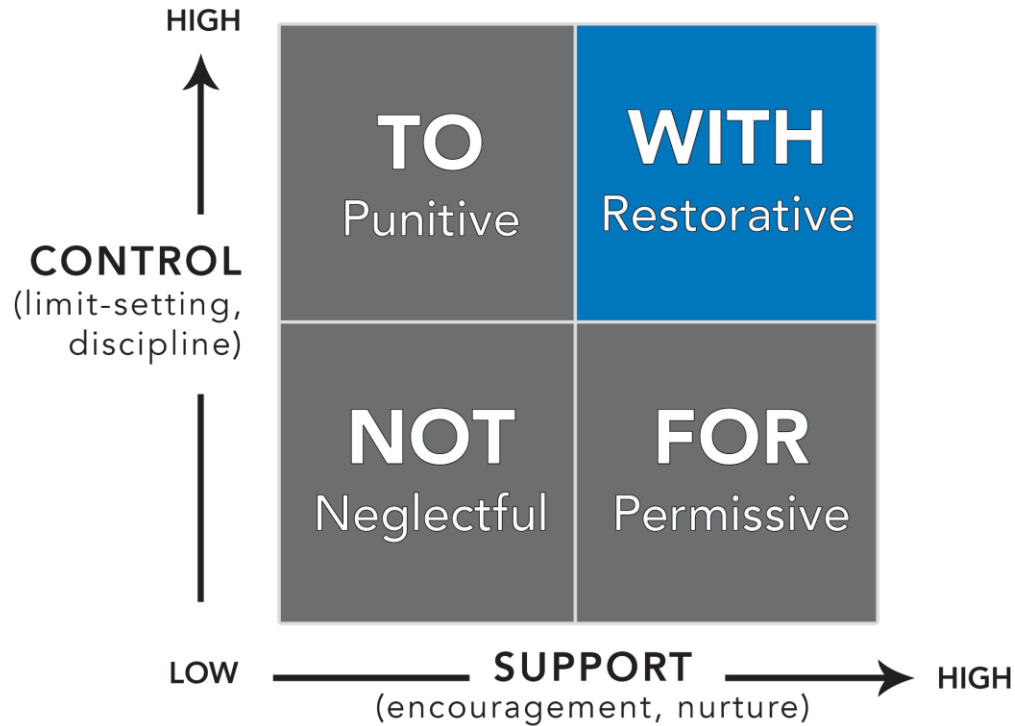 HIGH
TO
WITH
Punitive
Restorative
CONTROL
(limit-setting,
discipline)
NOT
FOR
Neglectful
Permissive
LOW
SUPPORT
HIGH
(encouragement, nurture)